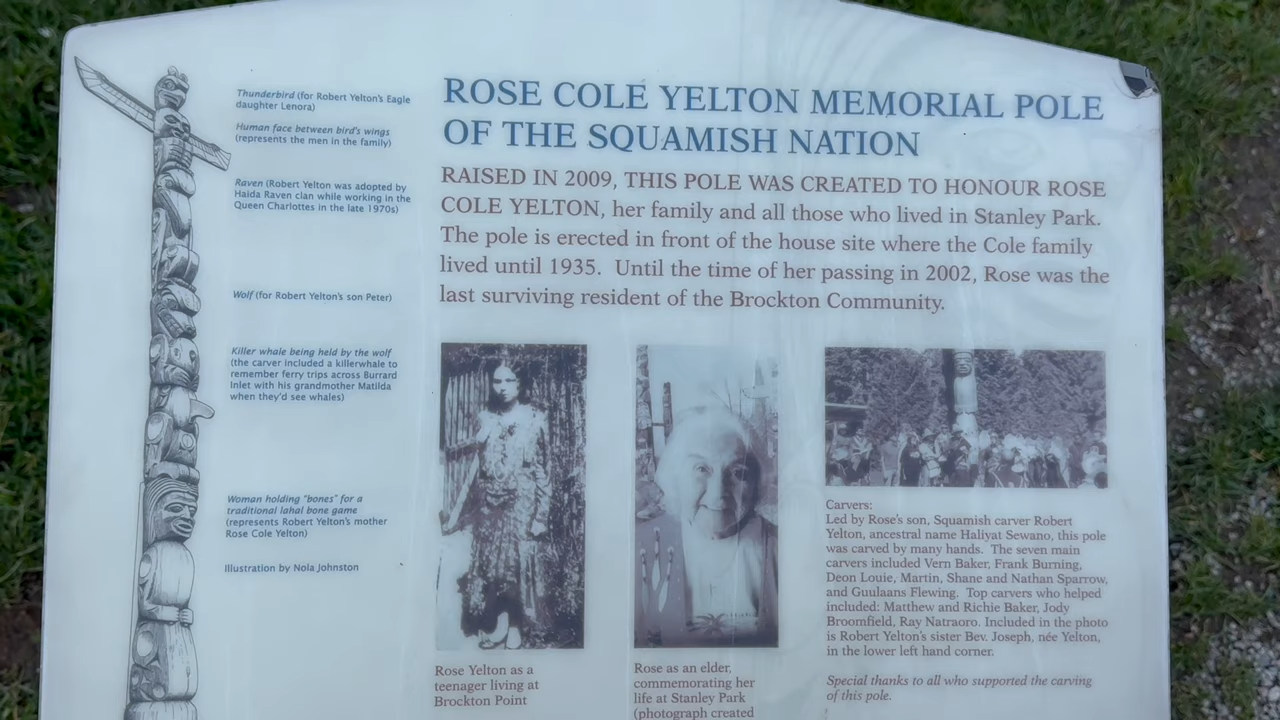 Thunderbird (for Robert Yelton's Eagle
daughter Lenora)
Human face between bird's wings
(represents the men in the family)
Raven (Robert Yelton was adopted by
Haida Raven clan while working in the
Queen Charlottes in the late 1970s)
Wolf (for Robert Yelton's son Peter)
Killer whale being held by the wolf
(the carver included a killerwhale to
remember ferry trips across Burrard
Inlet with his grandmother Matilda
when they'd see whales)
Woman holding "bones" for a
traditional lahal bone game
(represents Robert Yelton's mother
Rose Cole Yelton)
Illustration by Nola Johnston
ROSE COLE YELTON MEMORIAL POLE
OF THE SQUAMISH NATION
RAISED IN 2009, THIS POLE WAS CREATED TO HONOUR ROSE
COLE YELTON, her family and all those who lived in Stanley Park.
The pole is erected in front of the house site where the Cole family
lived until 1935. Until the time of her passing in 2002, Rose was the
last surviving resident of the Brockton Community.
Rose Yelton as a
teenager living at
Brockton Point
Rose as an elder,
commemorating her
life at Stanley Park
(photograph created
Carvers:
Led by Rose's son, Squamish carver Robert
Yelton, ancestral name Haliyat Sewano, this pole
was carved by many hands. The seven main
carvers included Vern Baker, Frank Burning,
Deon Louie, Martin, Shane and Nathan Sparrow,
and Guulaans Flewing. Top carvers who helped
included: Matthew and Richie Baker, Jody
Broomfield, Ray Natraoro. Included in the photo
is Robert Yelton's sister Bev. Joseph, née Yelton,
in the lower left hand corner.
Special thanks to all who supported the carving
of this pole.